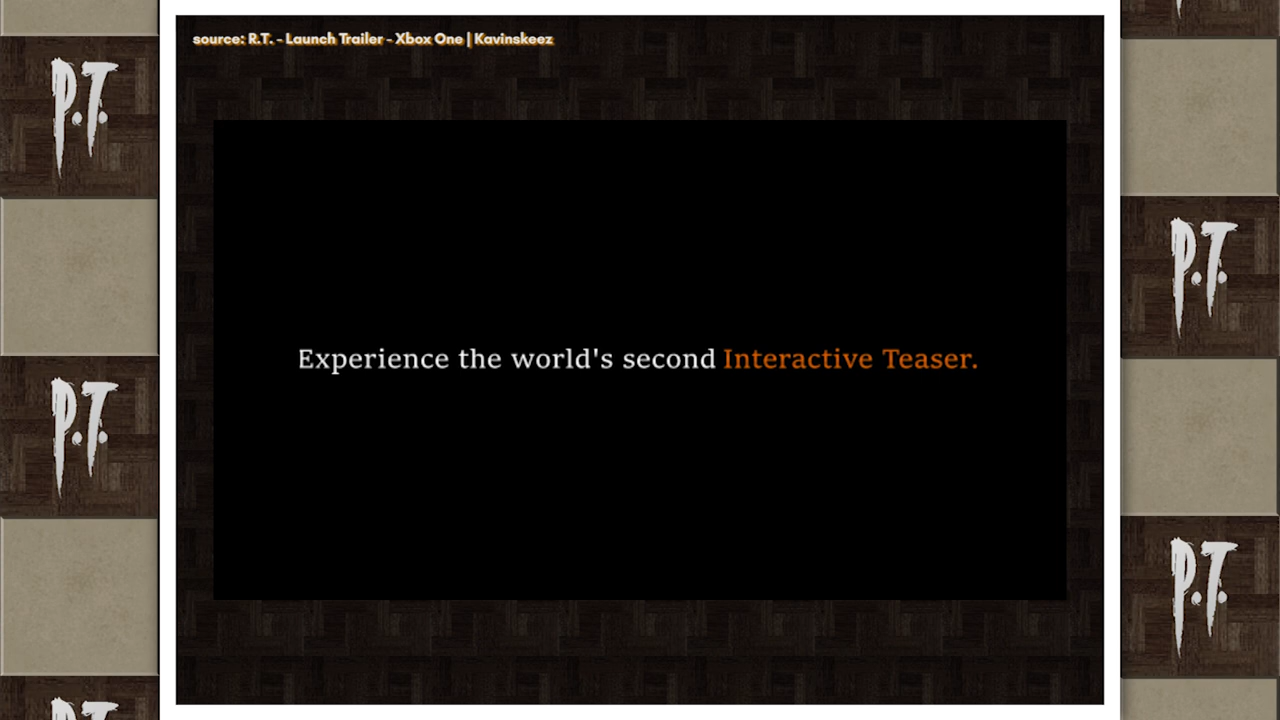 source: R.T. - Launch Trailer - Xbox One | Kavinskeez
P.T.
P.T.
Experience the world's second Interactive Teaser.
P.T.
P.T.
P.T.